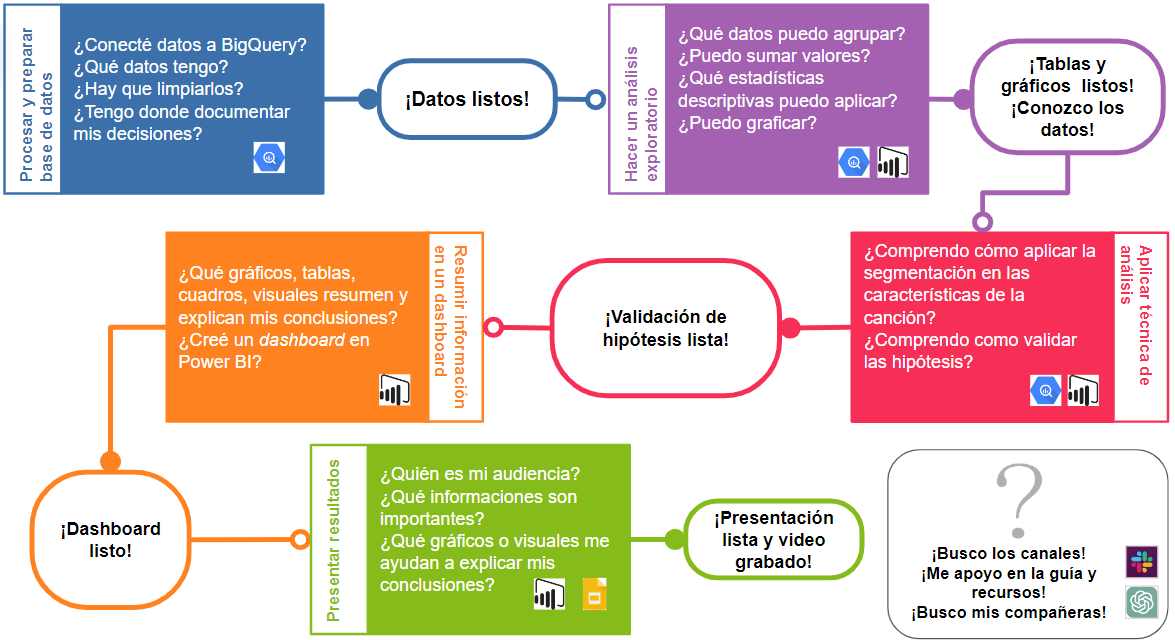 Procesar y preparar
base de datos
¿Conecté datos a BigQuery?
¿Qué datos tengo?
¿Hay que limpiarlos?
¿Tengo donde documentar
mis decisiones?
¡Datos listos!
Hacer un análisis
exploratorio
¿Qué datos puedo agrupar?
¿Puedo sumar valores?
¿Qué estadísticas
descriptivas puedo aplicar?
¿Puedo graficar?
¡Tablas y
gráficos listos!
¡Conozco los
datos!
Aplicar técnica de
análisis
¿Comprendo cómo aplicar la
segmentación en las
características de la
canción?
¿Comprendo como validar
las hipótesis?
¡Validación de
hipótesis lista!
Resumir información
en un dashboard
¿Qué gráficos, tablas,
cuadros, visuales resumen y
explican mis conclusiones?
¿Creé un dashboard en
Power BI?
¡Dashboard
listo!
Presentar resultados
¿Quién es mi audiencia?
¿Qué informaciones son
importantes?
¿Qué gráficos o visuales me
ayudan a explicar mis
conclusiones?
¡Presentación
lista y video
grabado!
?
¡Busco los canales!
¡Me apoyo en la guía y
recursos!
¡Busco mis compañeras!